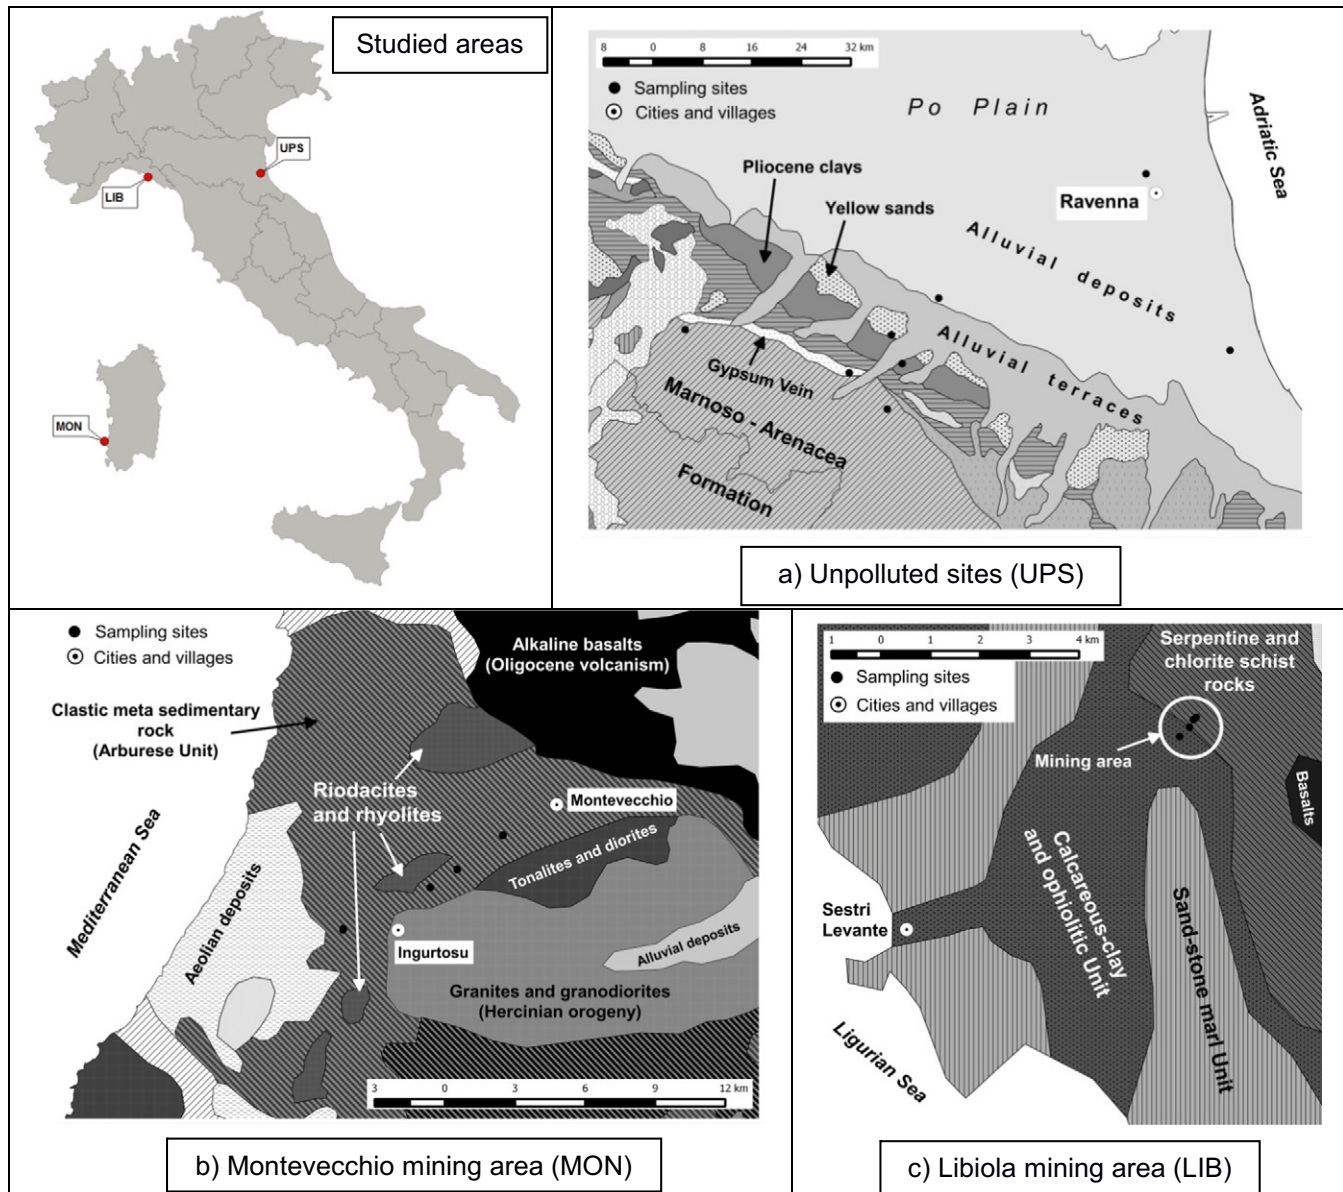 Studied areas
UPS
LIB
MON
8 0 8 16 24 32 km
Sampling sites
Cities and villages
Po Plain
Adriatic Sea
Pliocene clays
Ravenna
Yellow sands
Alluvial deposits
Alluvial terraces
Gypsum Vein
Marnoso - Arenacea
Formation
a) Unpolluted sites (UPS)
Sampling sites
Cities and villages
Alkaline basalts
(Oligocene volcanism)
Clastic meta sedimentary
rock
(Arburese Unit)
Riodacites
and rhyolites
Montevecchio
Mediterranean Sea
Tonalites and diorites
Aeolian deposits
Ingurtosu
Alluvial deposits
Granites and granodiorites
(Hercinian orogeny)
3 0 3 6 9 12 km
b) Montevecchio mining area (MON)
1 0 1 2 3 4 km
Sampling sites
Cities and villages
Serpentine and
chlorite schist
rocks
Mining area
Basalts
Calcareous-clay
and ophiolitic Unit
Sand-stone marl Unit
Sestri
Levante
Ligurian Sea
c) Libiola mining area (LIB)